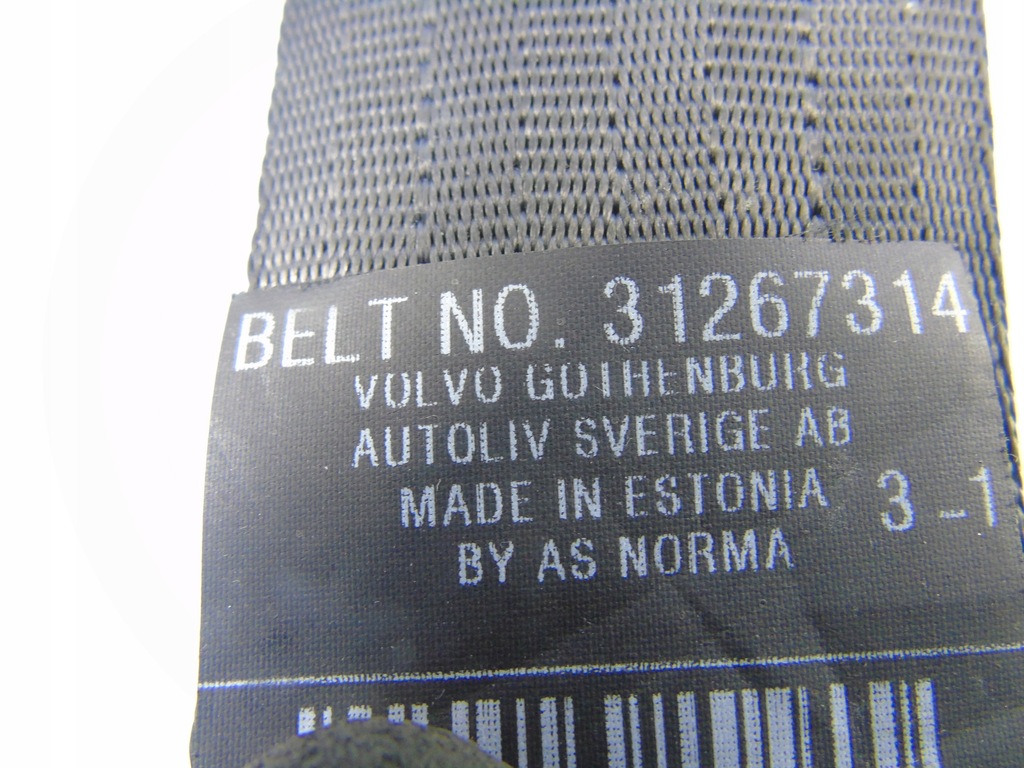 BELT NO. 31267314
VOLVO GOTHENBURG
AUTOLIV SVERIGE AB
MADE IN ESTONIA 3-1
BY AS NORMA